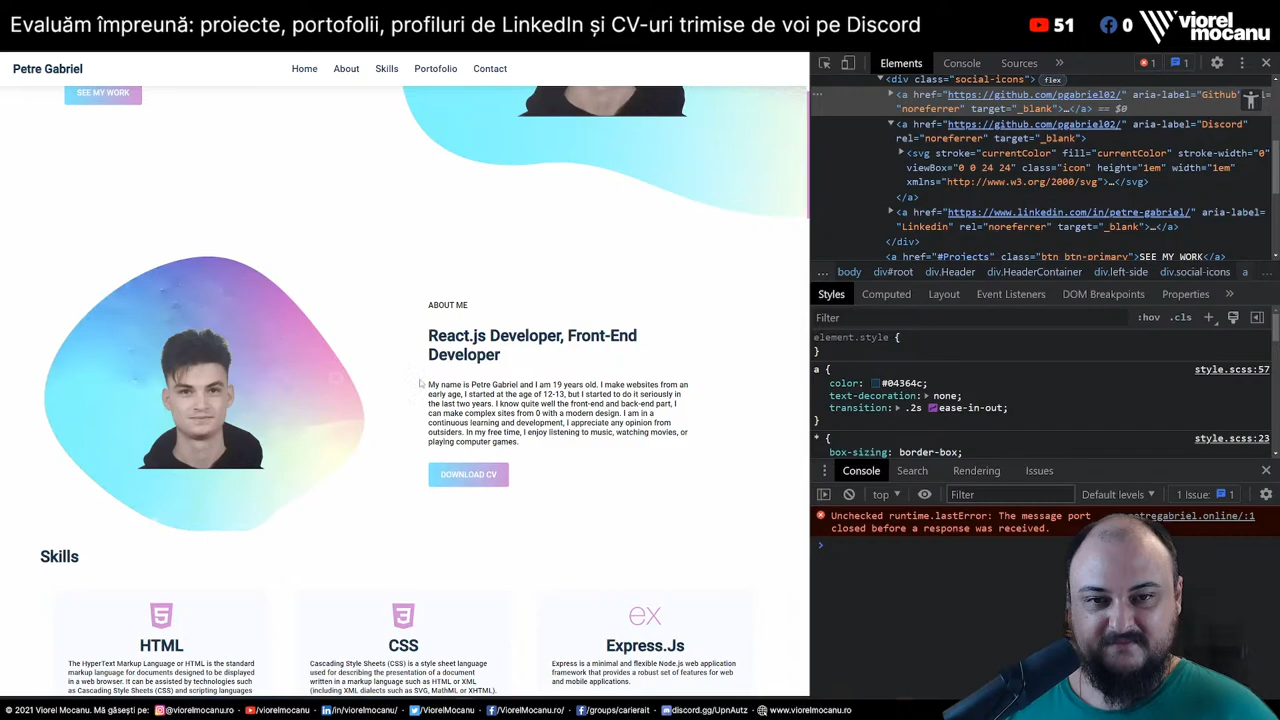 Evaluăm împreună: proiecte, portofolii, profiluri de LinkedIn și CV-uri trimise de voi pe Discord
51
0
viorel
mocanu
Petre Gabriel
Home
About
Skills
Portofolio
Contact
SEE MY WORK
ABOUT ME
React.js Developer, Front-End
Developer
My name is Petre Gabriel and I am 19 years old. I make websites from an
early age, I started at the age of 12-13, but I started to do it seriously in
the last two years. I know quite well the front-end and back-end part, I
can make complex sites from 0 with a modern design. I am in a
continuous learning and development, I appreciate any opinion from
outsiders. In my free time, I enjoy listening to music, watching movies, or
playing computer games.
DOWNLOAD CV
Skills
HTML
The HyperText Markup Language or HTML is the standard
markup language for documents designed to be displayed
in a web browser. It can be assisted by technologies such
as Cascading Style Sheets (CSS) and scripting languages
CSS
Cascading Style Sheets (CSS) is a style sheet language
used for describing the presentation of a document
written in a markup language such as HTML or XML
(including XML dialects such as SVG, MathML or XHTML).
ex
Express.Js
Express is a minimal and flexible Node.js web application
framework that provides a robust set of features for web
and mobile applications.
Elements
Console
Sources
»
1
1
<div class="social-icons"> flex
<a href="https://github.com/pgabriel02/" aria-label="Github"
"noreferrer" target="_blank">…</a> == $0
<a href="https://github.com/pgabriel02/" aria-label="Discord"
rel="noreferrer" target="_blank">
<svg stroke="currentColor" fill="currentColor" stroke-width="0"
viewBox="0 0 24 24" class="icon" height="1em" width="1em"
xmlns="http://www.w3.org/2000/svg">…</svg>
</a>
<a href="https://www.linkedin.com/in/petre-gabriel/" aria-label=
"Linkedin" rel="noreferrer" target="_blank">…</a>
</div>
<a href="#Projects" class="btn btn-primary">SEE MY WORK</a>
… body div#root div.Header div.HeaderContainer div.left-side div.social-icons a
Styles
Computed
Layout
Event Listeners
DOM Breakpoints
Properties
»
Filter
:hov .cls +
element.style {
}
a {
style.scss:57
color: #04364c;
text-decoration: none;
transition: .2s ease-in-out;
}
* {
style.scss:23
box-sizing: border-box;
Console
Search
Rendering
Issues
top
Filter
Default levels
1 Issue: 1
Unchecked runtime.lastError: The message port
closed before a response was received.
petregabriel.online/:1
© 2021 Viorel Mocanu. Mă găsești pe:
@viorelmocanu.ro
/viorelmocanu
/in/viorelmocanu/
/ViorelMocanu
/ViorelMocanu.ro/
/groups/carierait
discord.gg/UpnAutz
www.viorelmocanu.ro